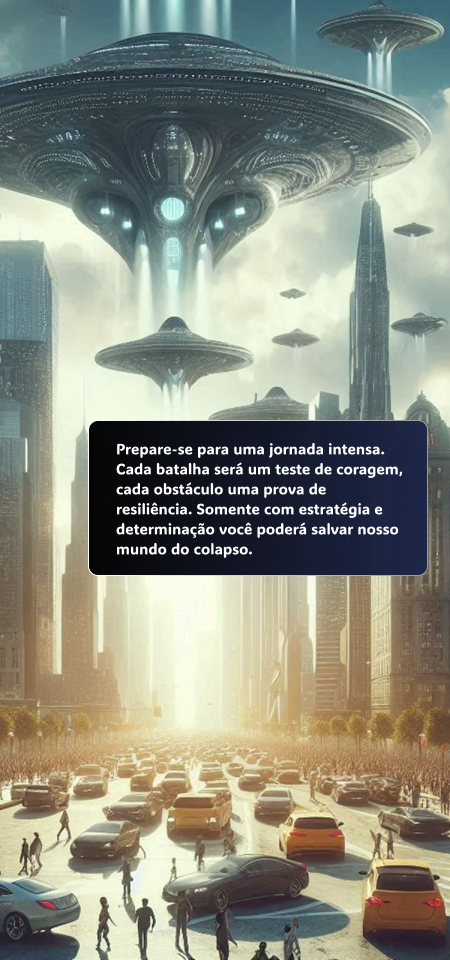 Prepare-se para uma jornada intensa.
Cada batalha será um teste de coragem,
cada obstáculo uma prova de
resiliência. Somente com estratégia e
determinação você poderá salvar nosso
mundo do colapso.